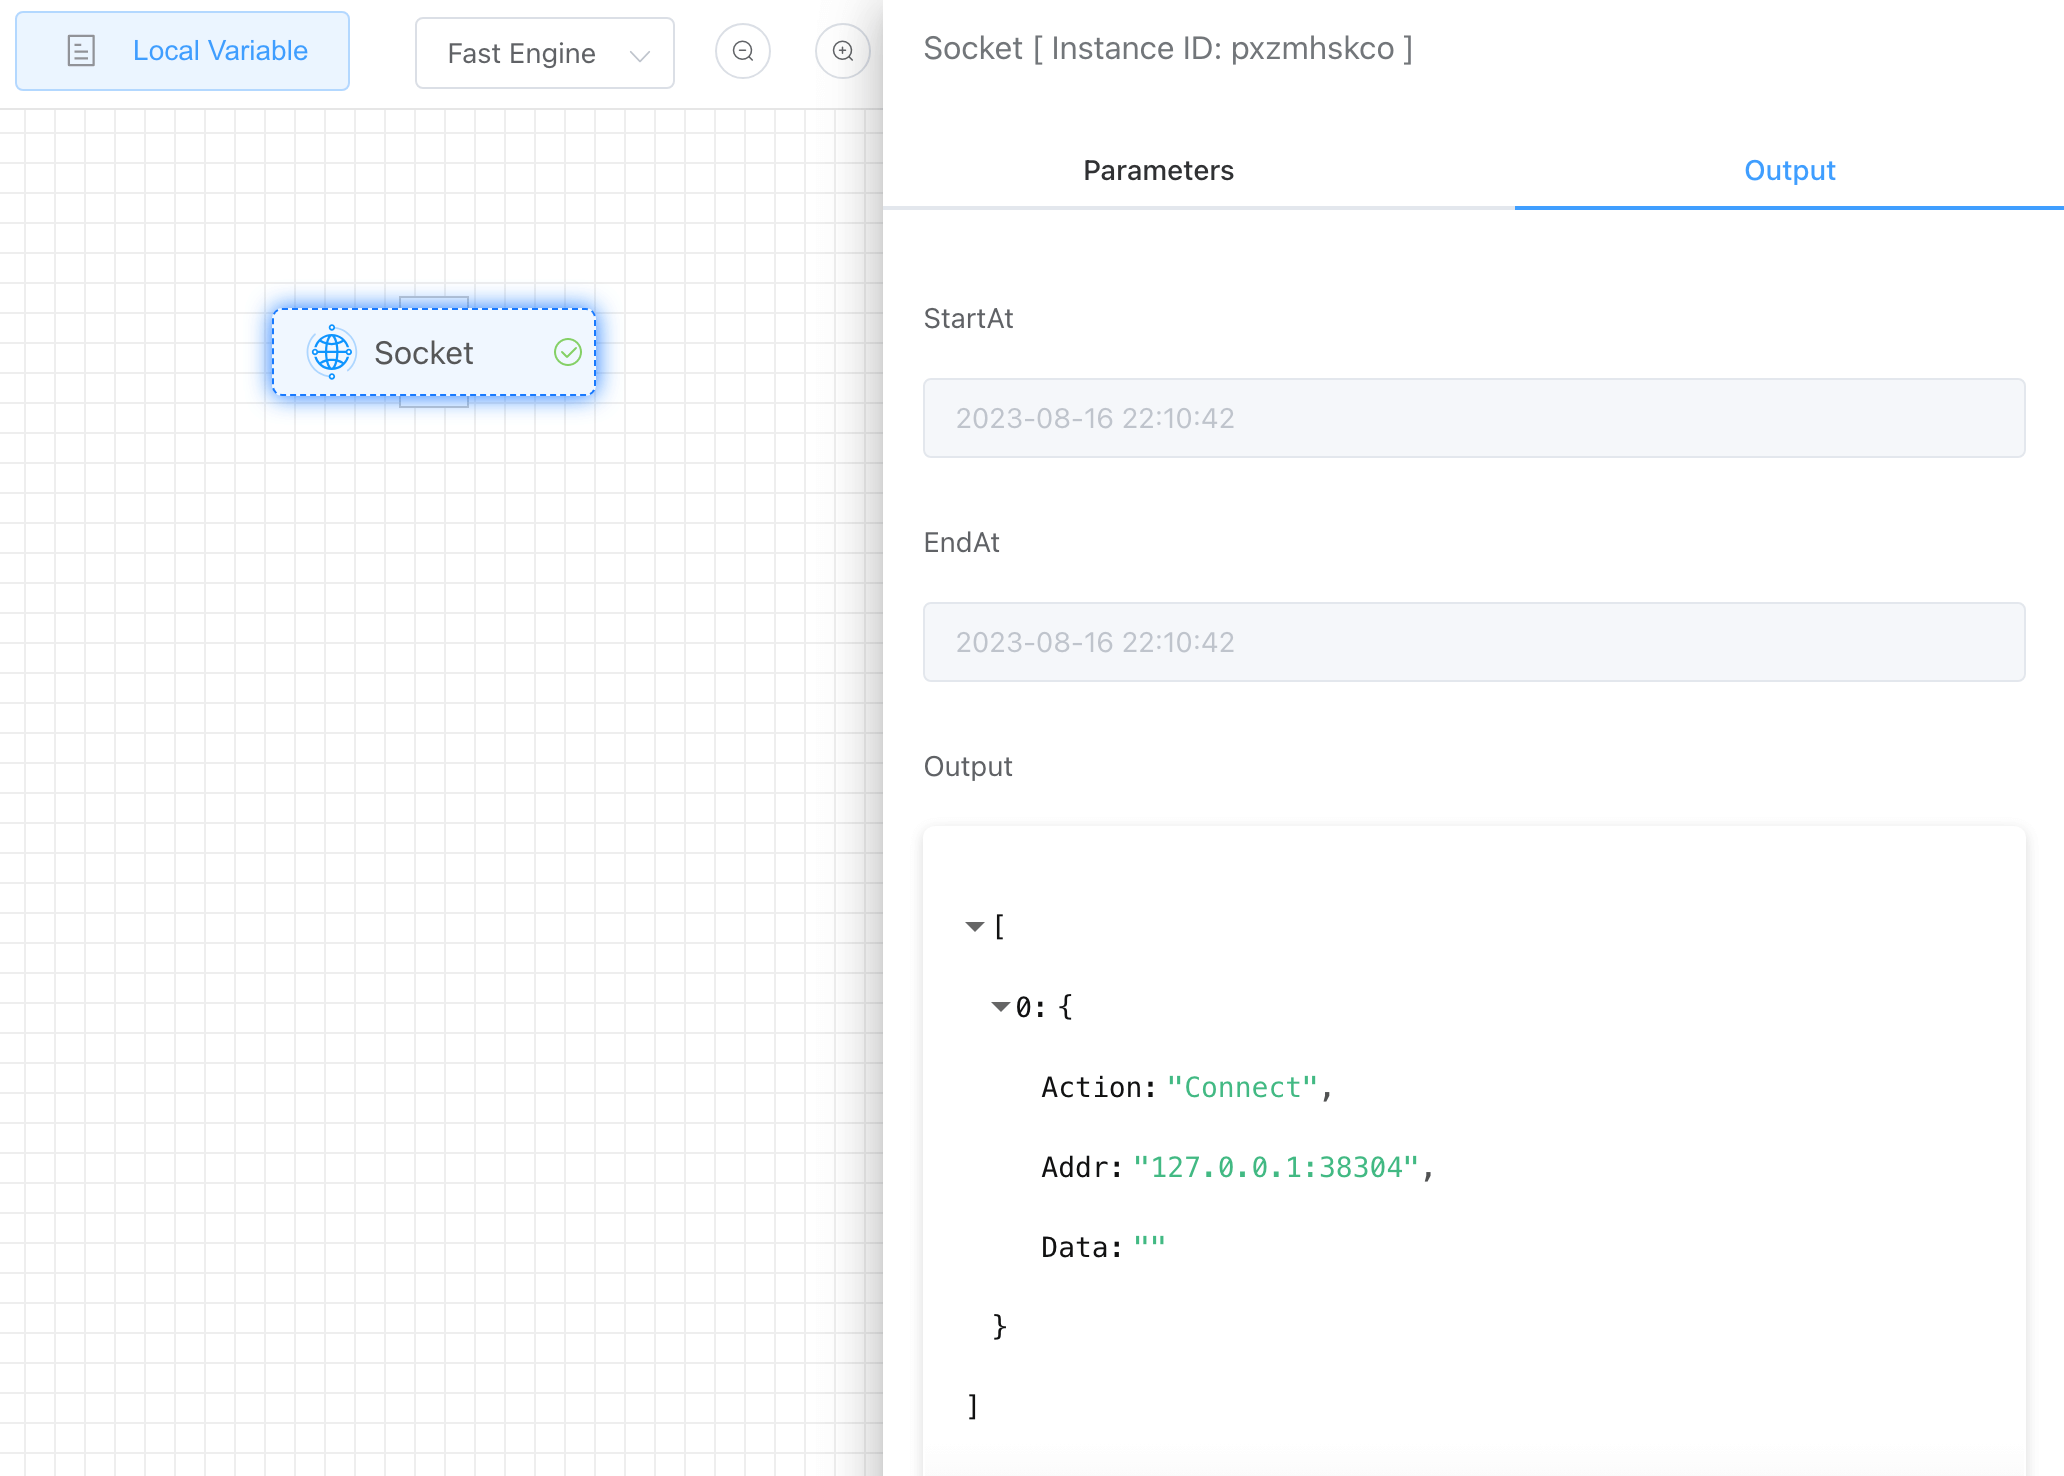 Local Variable
Fast Engine
Socket [ Instance ID: pxzmhskco ]
Parameters
Output
Socket
StartAt
2023-08-16 22:10:42
EndAt
2023-08-16 22:10:42
Output
[
0: {
Action: "Connect",
Addr: "127.0.0.1:38304",
Data: ""
}
]